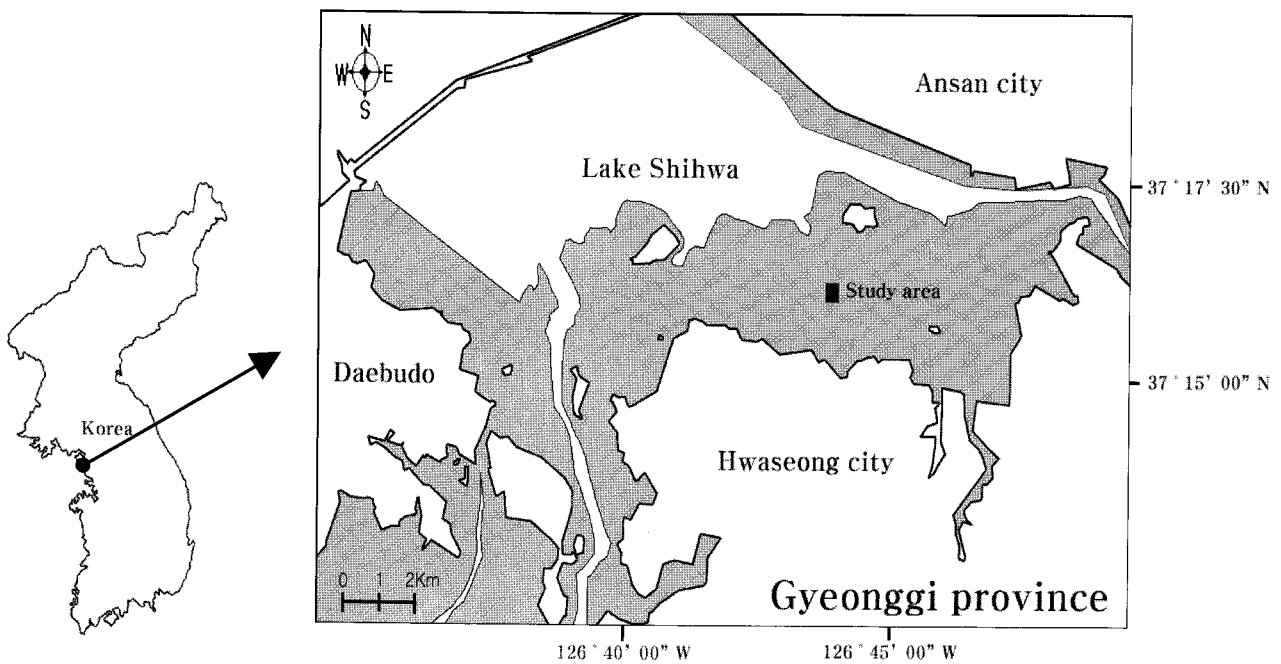 N
W E
S
Ansan city
Lake Shihwa
37° 17' 30" N
Study area
Daebudo
37° 15' 00" N
Korea
Hwaseong city
0 1 2Km
Gyeonggi province
126° 40' 00" W
126° 45' 00" W